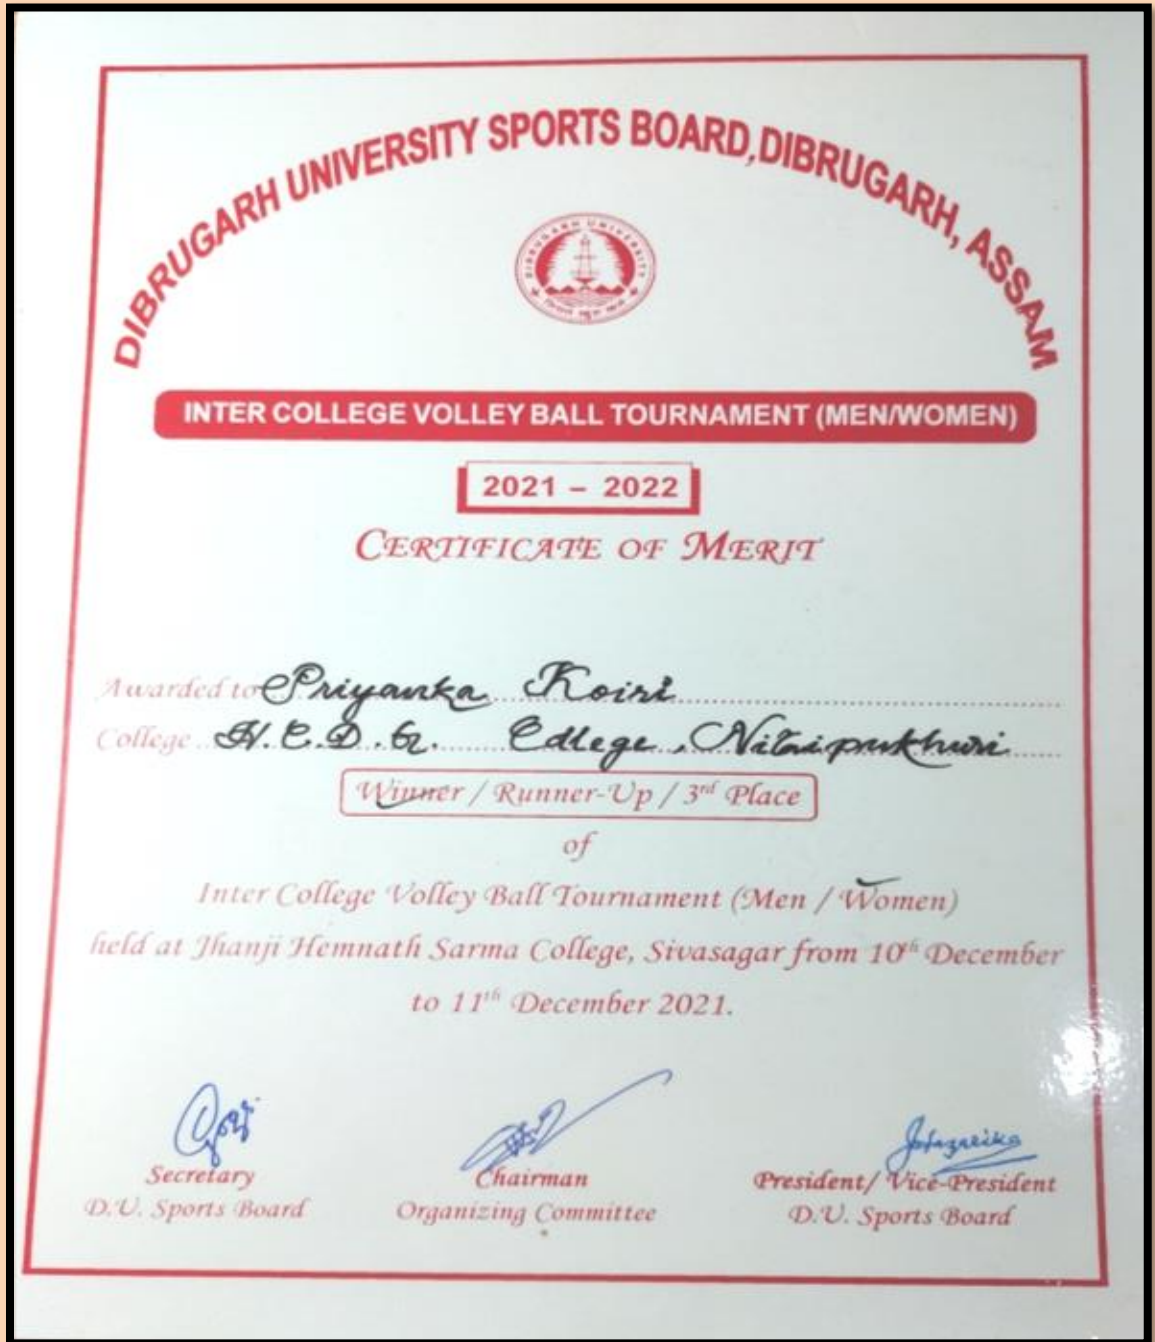 DIBRUGARH UNIVERSITY SPORTS BOARD, DIBRUGARH, ASSAM
DIBRUGARH UNIVERSITY
INTER COLLEGE VOLLEY BALL TOURNAMENT (MEN/WOMEN)
2021 – 2022
CERTIFICATE OF MERIT
Awarded to Priyanka Koiri
College H.C.D.G. College, Nitaipukhuri
Winner / Runner-Up / 3rd Place
of
Inter College Volley Ball Tournament (Men / Women)
held at Jhanji Hemnath Sarma College, Sivasagar from 10th December
to 11th December 2021.
Secretary
D.U. Sports Board
Chairman
Organizing Committee
President/ Vice-President
D.U. Sports Board